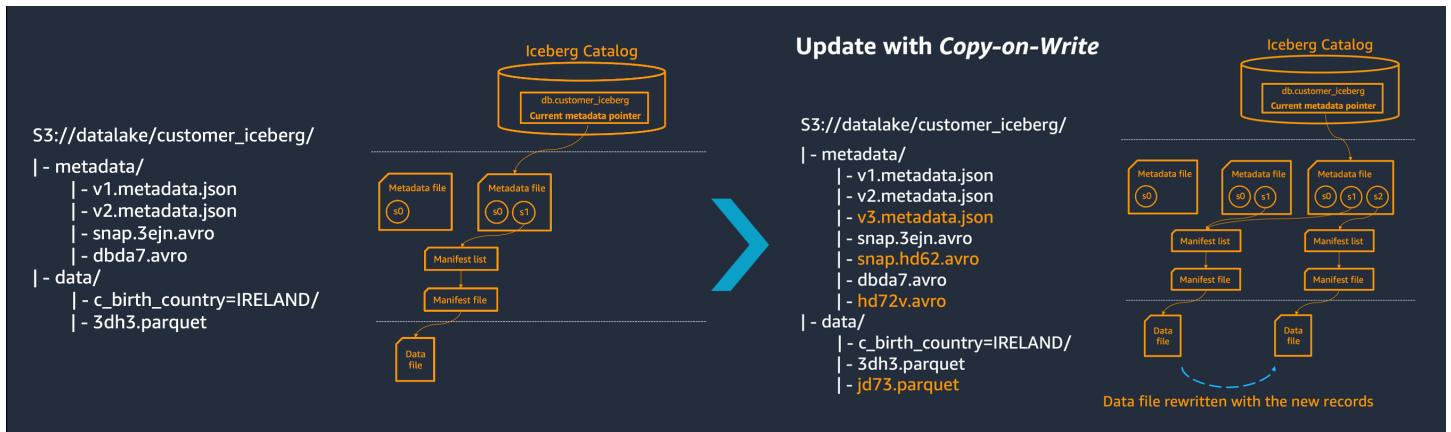 S3://datalake/customer_iceberg/
| - metadata/
| - v1.metadata.json
| - v2.metadata.json
| - snap.3ejn.avro
| - dbda7.avro
| - data/
| - c_birth_country=IRELAND/
| - 3dh3.parquet
Iceberg Catalog
db.customer_iceberg
Current metadata pointer
Metadata file
s0
Metadata file
s0 s1
Manifest list
Manifest file
Data
file
Update with Copy-on-Write
S3://datalake/customer_iceberg/
| - metadata/
| - v1.metadata.json
| - v2.metadata.json
| - v3.metadata.json
| - snap.3ejn.avro
| - snap.hd62.avro
| - dbda7.avro
| - hd72v.avro
| - data/
| - c_birth_country=IRELAND/
| - 3dh3.parquet
| - jd73.parquet
Iceberg Catalog
db.customer_iceberg
Current metadata pointer
Metadata file
s0
Metadata file
s0 s1
Metadata file
s0 s1 s2
Manifest list
Manifest list
Manifest file
Manifest file
Data
file
Data
file
Data file rewritten with the new records